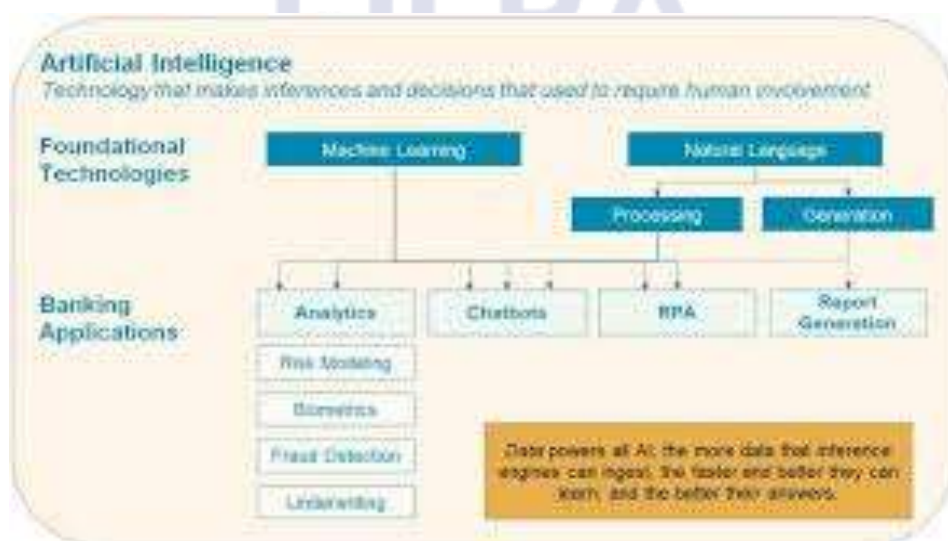 Artificial Intelligence
Technology that makes inferences and decisions that used to require human involvement
Foundational
Technologies
Machine Learning
Natural Language
Processing
Generation
Banking
Applications
Analytics
Chatbots
RPA
Report
Generation
Risk Modeling
Biometrics
Fraud Detection
Underwriting
Data powers all AI: the more data that inference
engines can ingest, the faster and better they can
learn, and the better their answers.